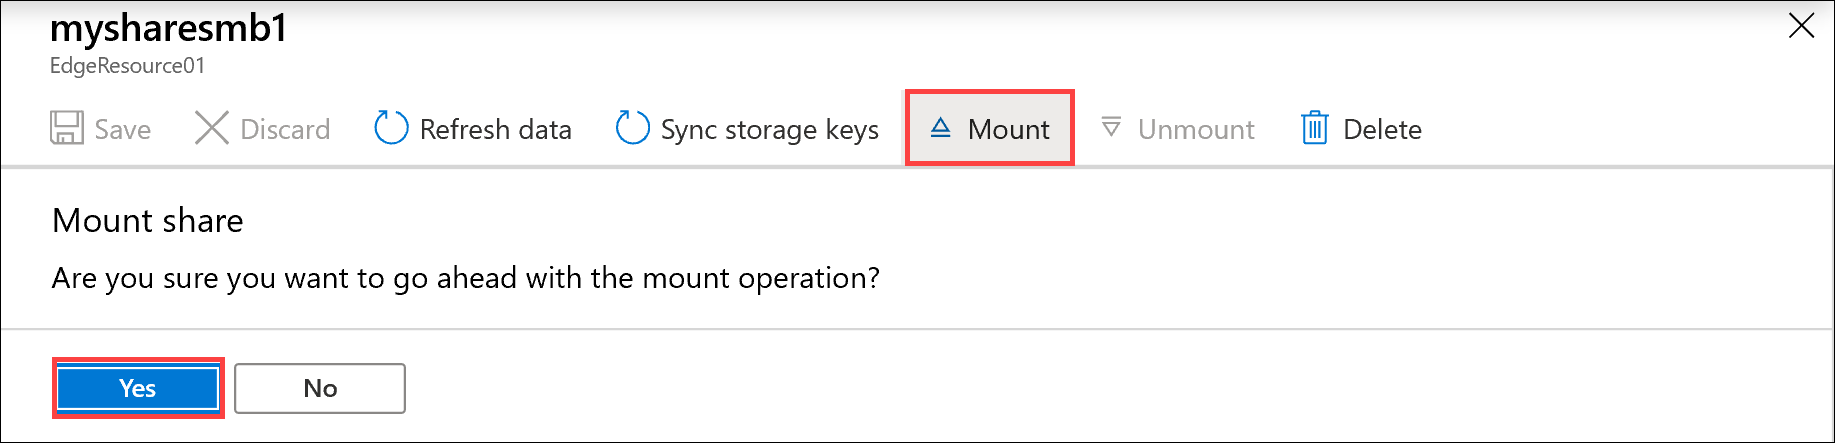 mysharesmb1
EdgeResource01
Save Discard Refresh data Sync storage keys Mount Unmount Delete
Mount share
Are you sure you want to go ahead with the mount operation?
Yes No